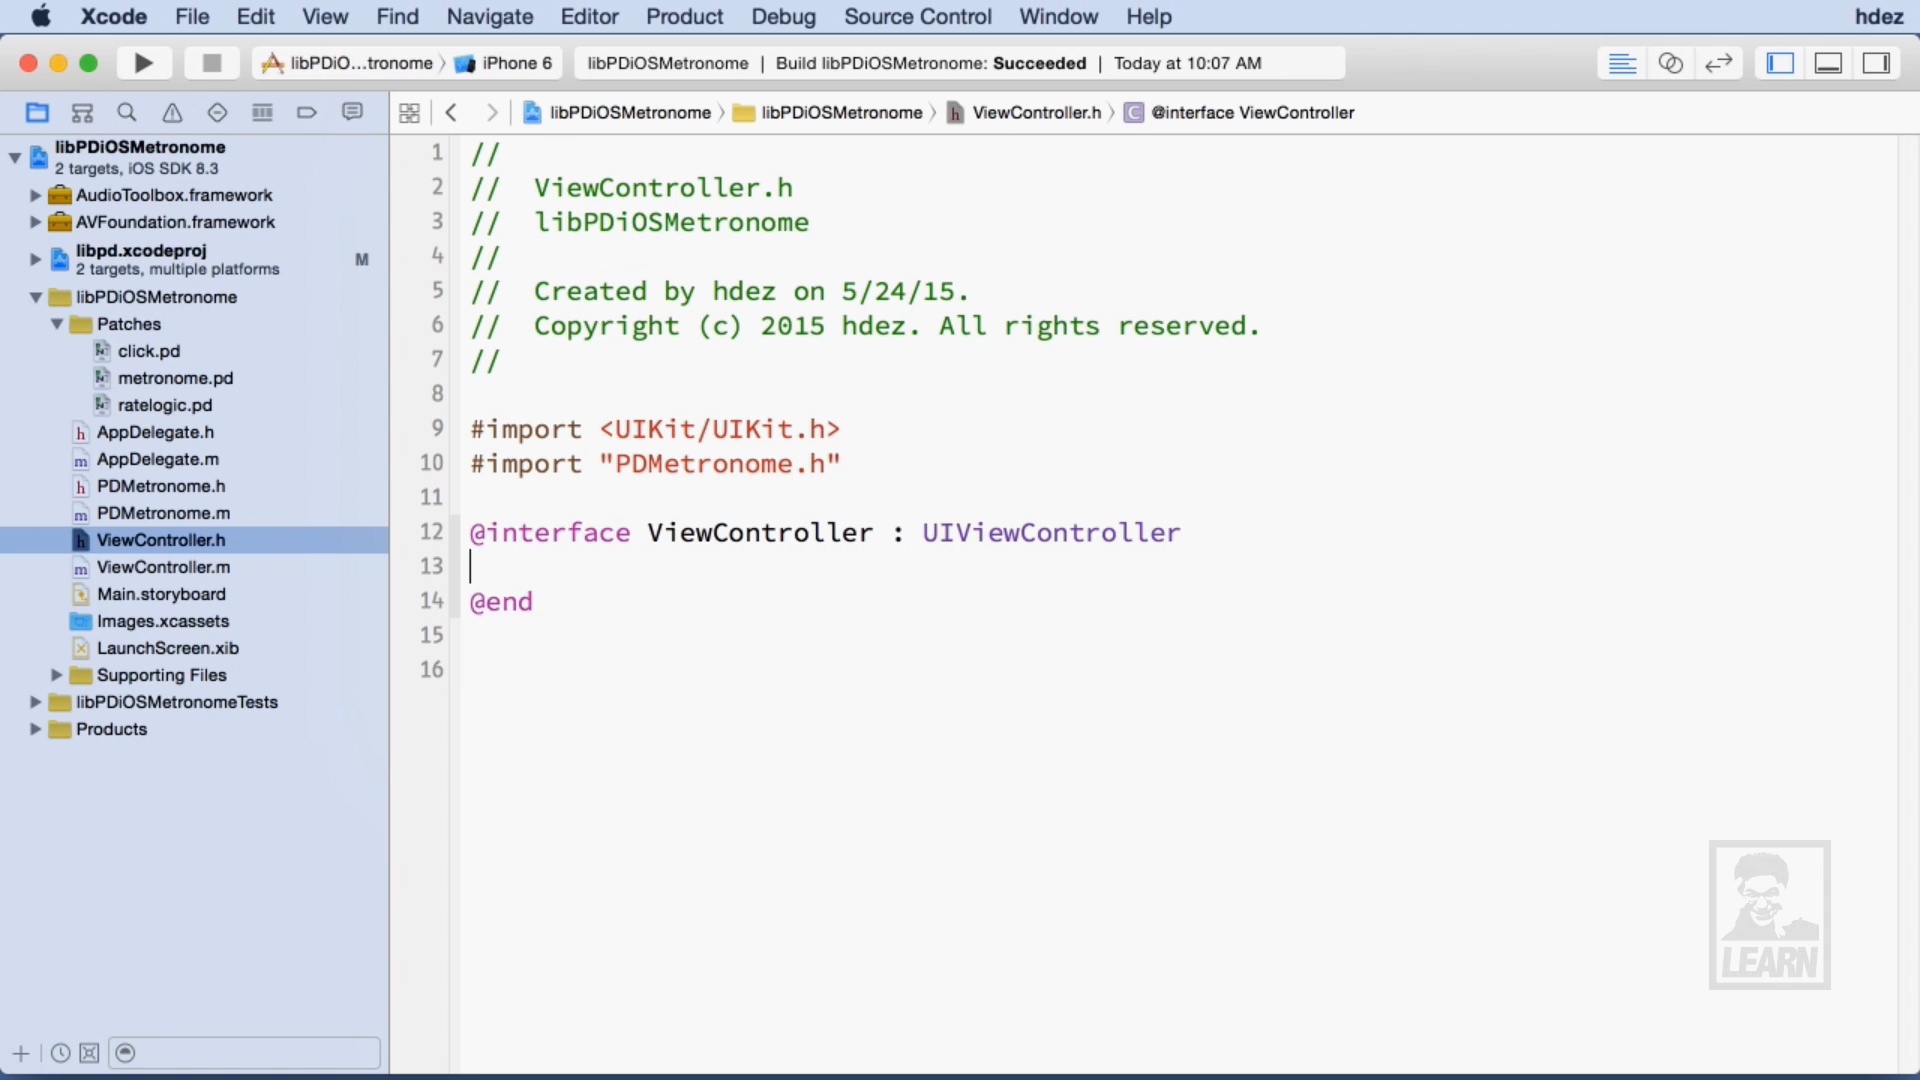 Xcode File Edit View Find Navigate Editor Product Debug Source Control Window Help hdez
libPDiO...tronome iPhone 6 libPDiOSMetronome | Build libPDiOSMetronome: Succeeded | Today at 10:07 AM
libPDiOSMetronome libPDiOSMetronome ViewController.h @interface ViewController
libPDiOSMetronome
2 targets, iOS SDK 8.3
AudioToolbox.framework
AVFoundation.framework
libpd.xcodeproj M
2 targets, multiple platforms
libPDiOSMetronome
Patches
click.pd
metronome.pd
ratelogic.pd
AppDelegate.h
AppDelegate.m
PDMetronome.h
PDMetronome.m
ViewController.h
ViewController.m
Main.storyboard
Images.xcassets
LaunchScreen.xib
Supporting Files
libPDiOSMetronomeTests
Products
1 //
2 // ViewController.h
3 // libPDiOSMetronome
4 //
5 // Created by hdez on 5/24/15.
6 // Copyright (c) 2015 hdez. All rights reserved.
7 //
8
9 #import <UIKit/UIKit.h>
10 #import "PDMetronome.h"
11
12 @interface ViewController : UIViewController
13
14 @end
15
16
LEARN